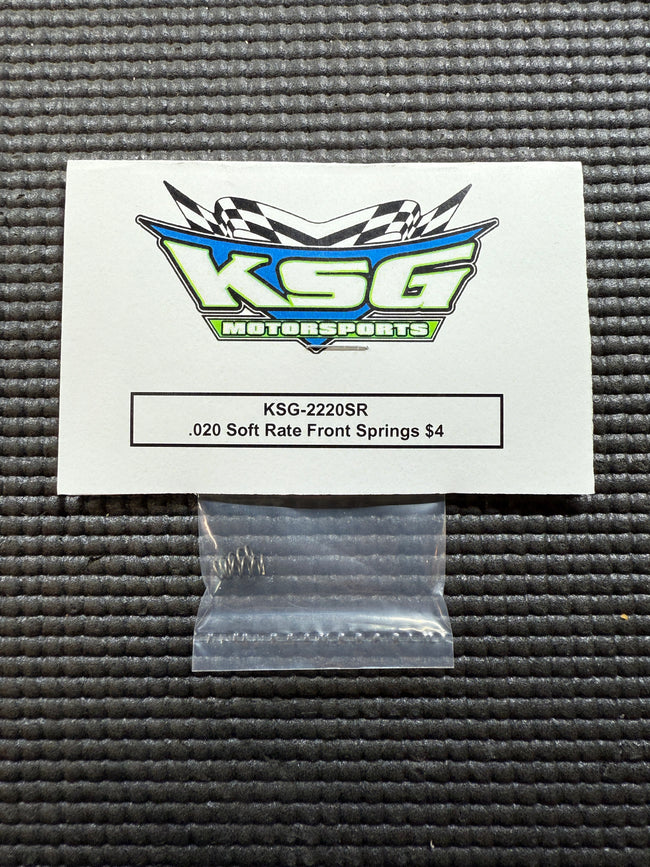 KSG
MOTORSPORTS
KSG-2220SR
.020 Soft Rate Front Springs $4